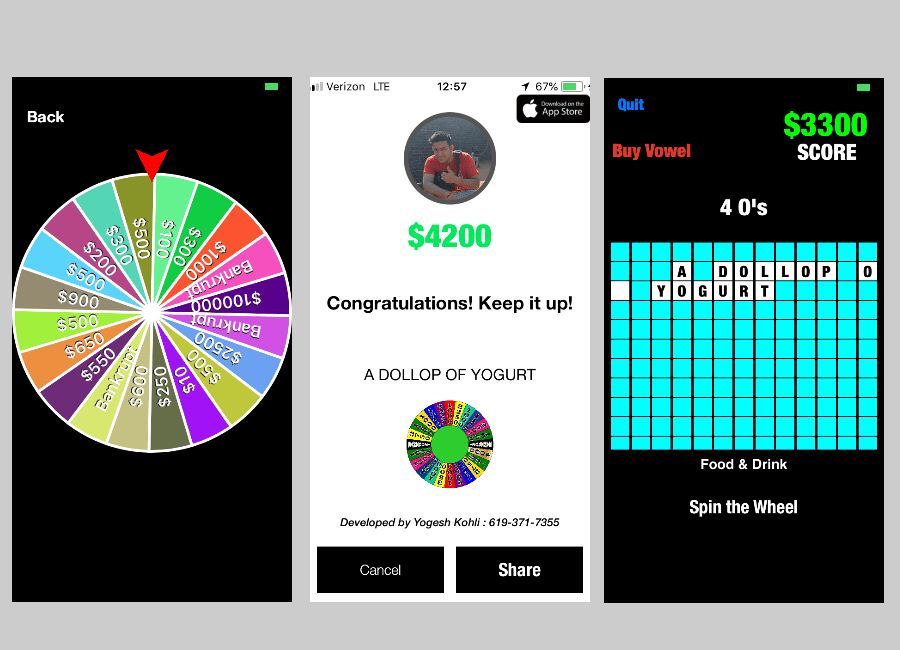 Back
$100
$300
$1000
Bankrupt
$100000
Bankrupt
$2500
$500
$10
$250
$600
Bankrupt
$550
$650
$500
$900
$500
$200
$300
$500
Verizon LTE 12:57 67%
Download on the
App Store
$4200
Congratulations! Keep it up!
A DOLLOP OF YOGURT
Developed by Yogesh Kohli : 619-371-7355
Cancel Share
Quit
$3300
Buy Vowel
SCORE
4 O's
A DOLLOP O
YOGURT
Food & Drink
Spin the Wheel